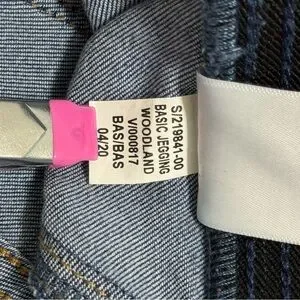 S/219841-00
BASIC JEGGING
WOODLAND
V/000817
BAS/BAS
04/20